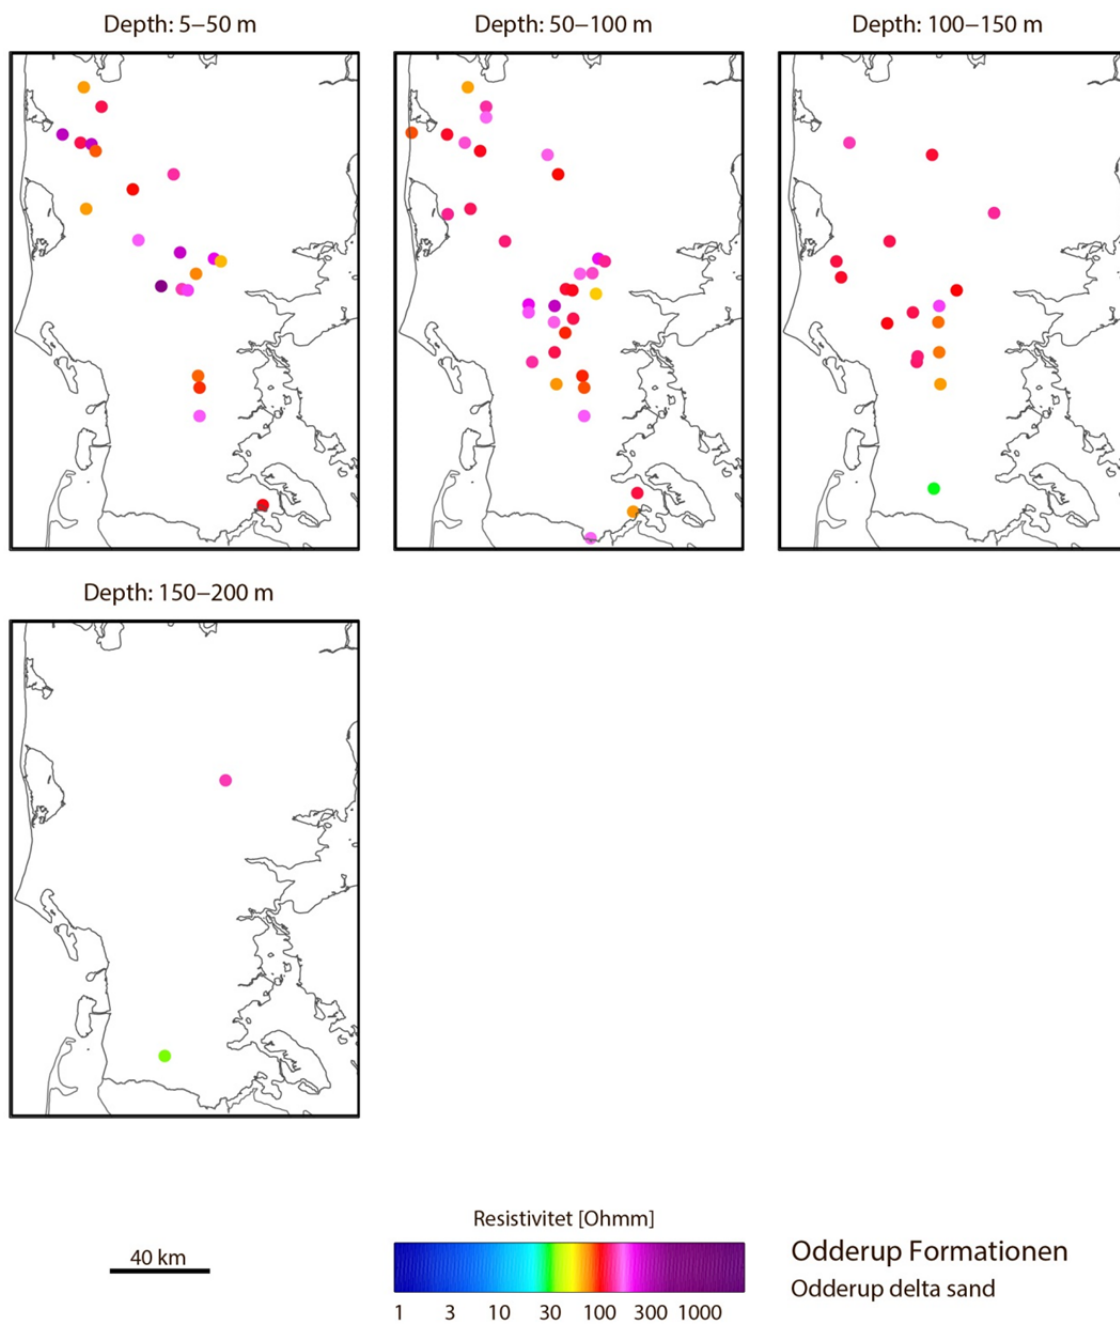 Depth: 5–50 m
Depth: 50–100 m
Depth: 100–150 m
Depth: 150–200 m
Resistivitet [Ohmm]
40 km
1 3 10 30 100 300 1000
Odderup Formationen
Odderup delta sand